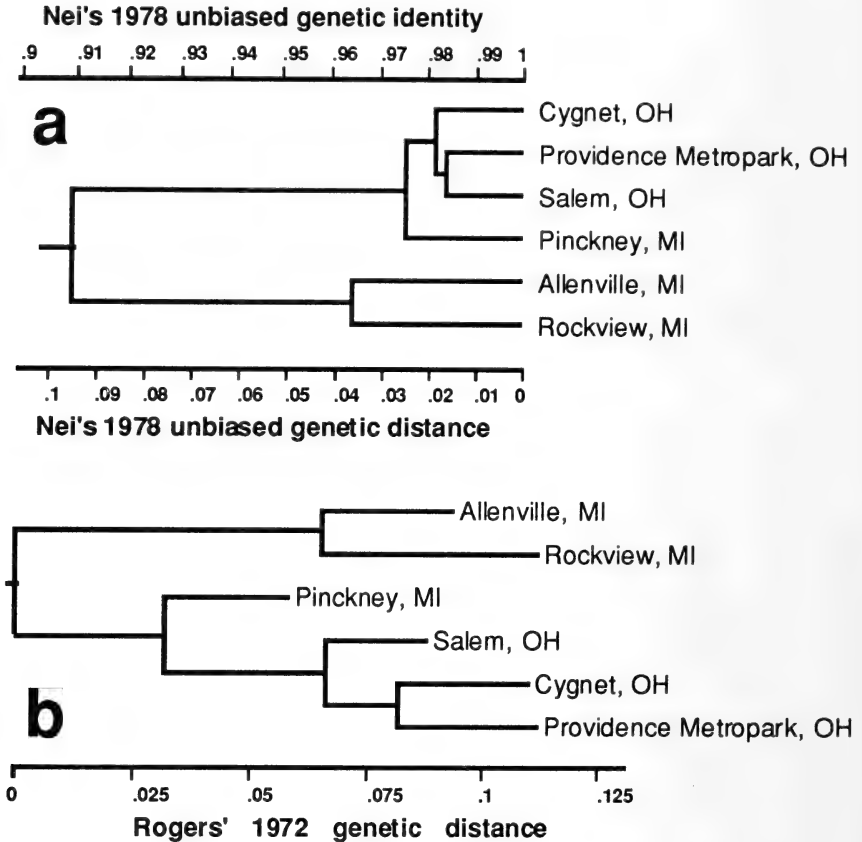 Nei's 1978 unbiased genetic identity
.9 .91 .92 .93 .94 .95 .96 .97 .98 .99 1
a
Cygnet, OH
Providence Metropark, OH
Salem, OH
Pinckney, MI
Allenville, MI
Rockview, MI
.1 .09 .08 .07 .06 .05 .04 .03 .02 .01 0
Nei's 1978 unbiased genetic distance
Allenville, MI
Rockview, MI
Pinckney, MI
Salem, OH
Cygnet, OH
b
Providence Metropark, OH
0 .025 .05 .075 .1 .125
Rogers' 1972 genetic distance